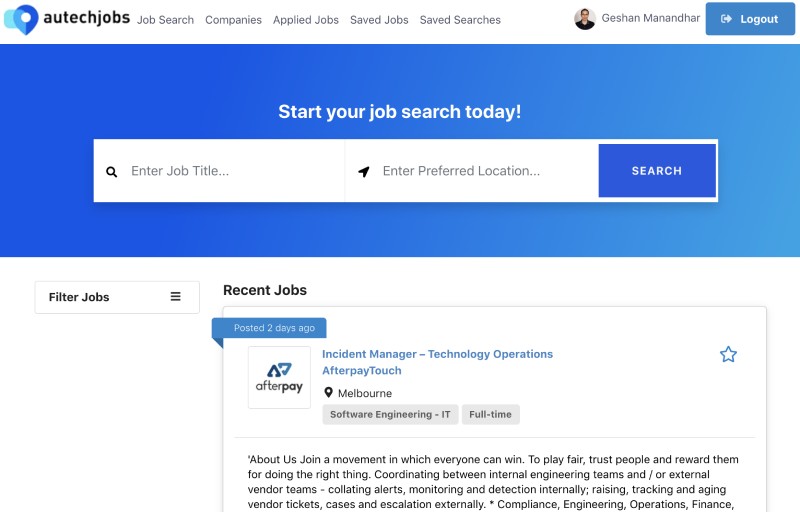 autechjobs Job Search Companies Applied Jobs Saved Jobs Saved Searches Geshan Manandhar Logout
Start your job search today!
Enter Job Title... Enter Preferred Location... SEARCH
Filter Jobs
Recent Jobs
Posted 2 days ago
afterpay
Incident Manager – Technology Operations
AfterpayTouch
Melbourne
Software Engineering - IT Full-time
'About Us Join a movement in which everyone can win. To play fair, trust people and reward them
for doing the right thing. Coordinating between internal engineering teams and / or external
vendor teams - collating alerts, monitoring and detection internally; raising, tracking and aging
vendor tickets, cases and escalation externally. * Compliance, Engineering, Operations, Finance,